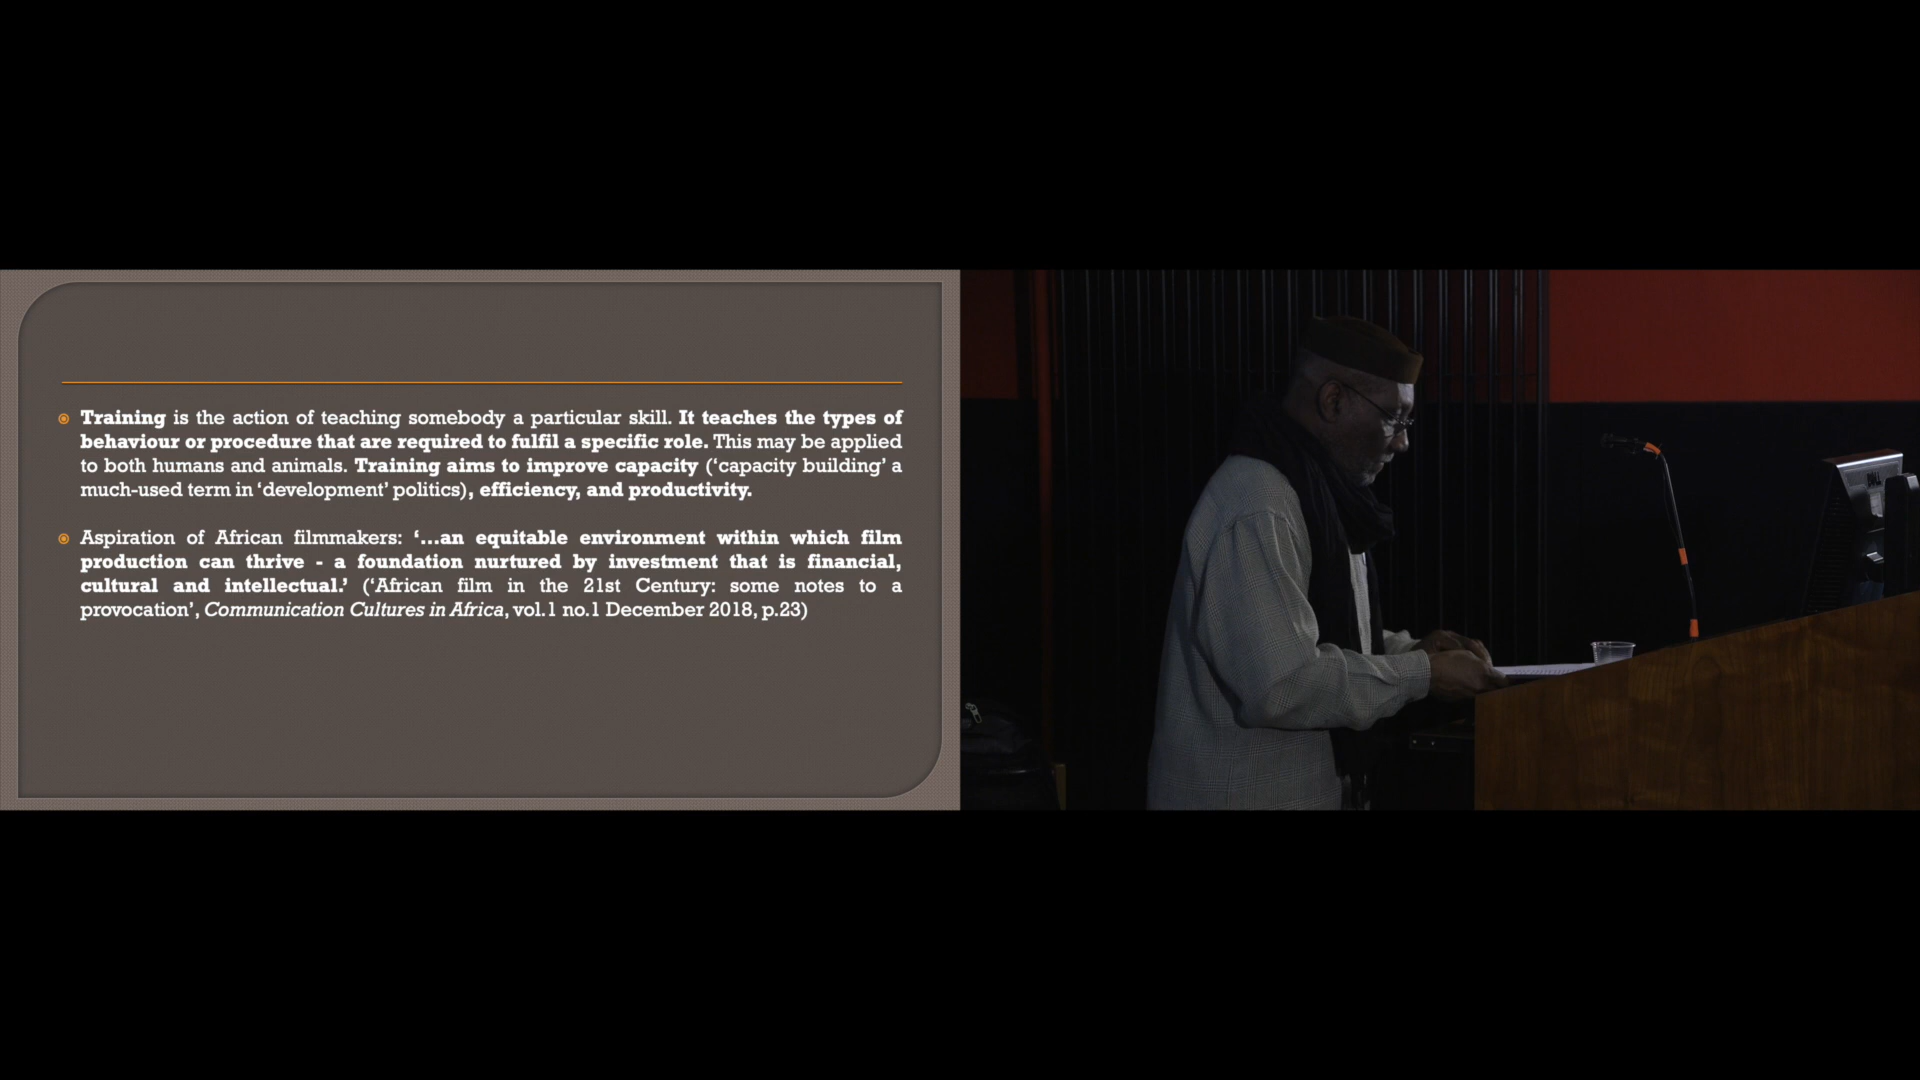 Training is the action of teaching somebody a particular skill. It teaches the types of
behaviour or procedure that are required to fulfil a specific role. This may be applied
to both humans and animals. Training aims to improve capacity (‘capacity building’ a
much-used term in ‘development’ politics), efficiency, and productivity.
Aspiration of African filmmakers: ‘...an equitable environment within which film
production can thrive - a foundation nurtured by investment that is financial,
cultural and intellectual.’ (‘African film in the 21st Century: some notes to a
provocation’, Communication Cultures in Africa, vol.1 no.1 December 2018, p.23)
DELL